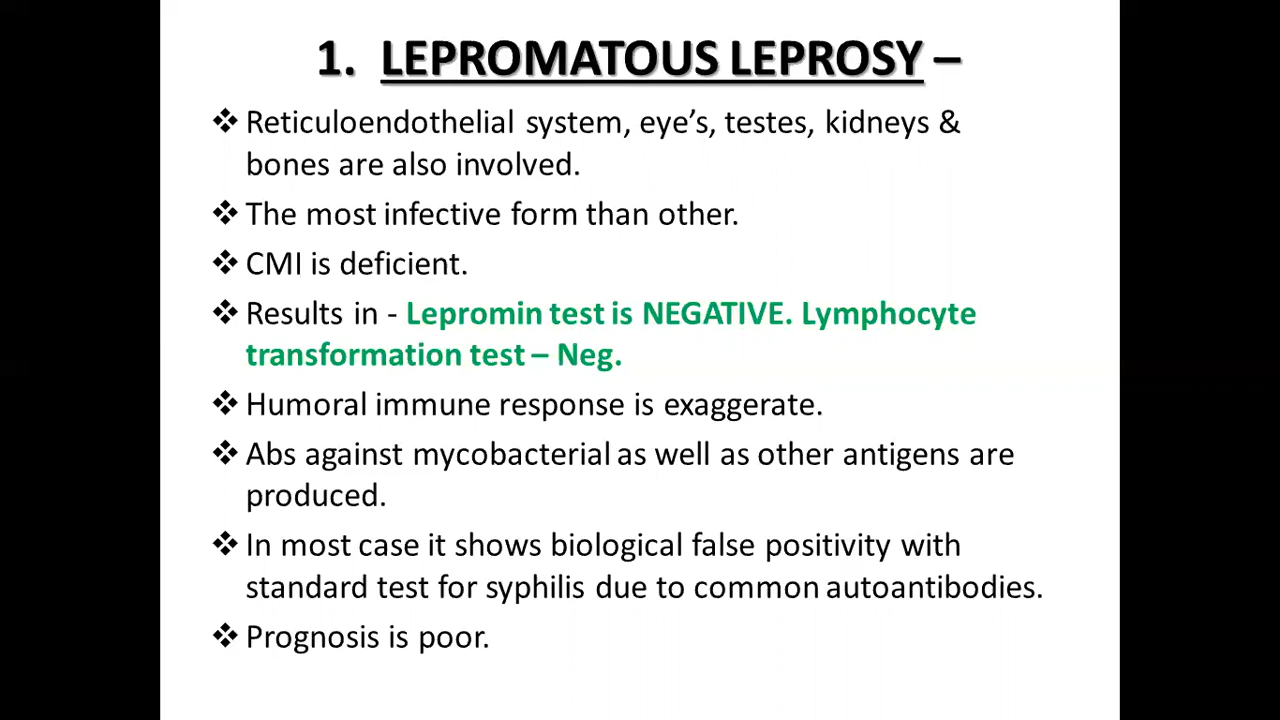 1. LEPROMATOUS LEPROSY –
❖ Reticuloendothelial system, eye’s, testes, kidneys &
bones are also involved.
❖ The most infective form than other.
❖ CMI is deficient.
❖ Results in - Lepromin test is NEGATIVE. Lymphocyte
transformation test – Neg.
❖ Humoral immune response is exaggerate.
❖ Abs against mycobacterial as well as other antigens are
produced.
❖ In most case it shows biological false positivity with
standard test for syphilis due to common autoantibodies.
❖ Prognosis is poor.